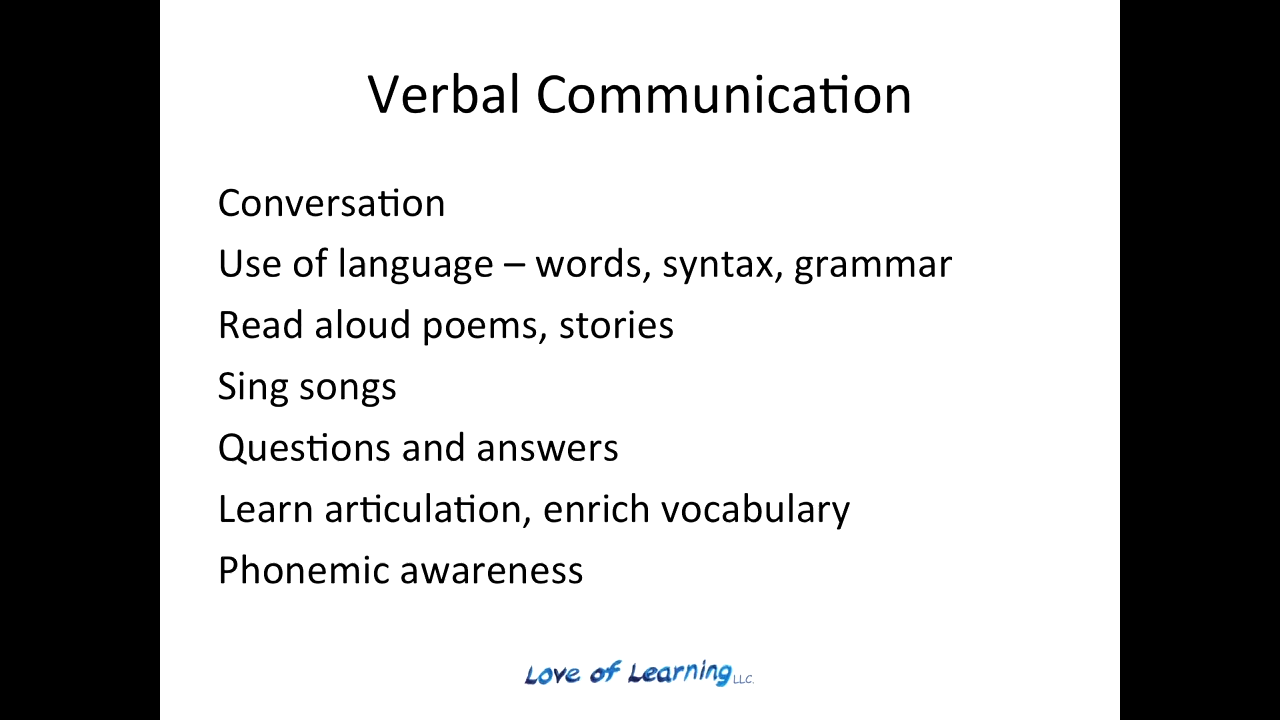 Verbal Communication
Conversation
Use of language – words, syntax, grammar
Read aloud poems, stories
Sing songs
Questions and answers
Learn articulation, enrich vocabulary
Phonemic awareness
Love of Learning LLC.